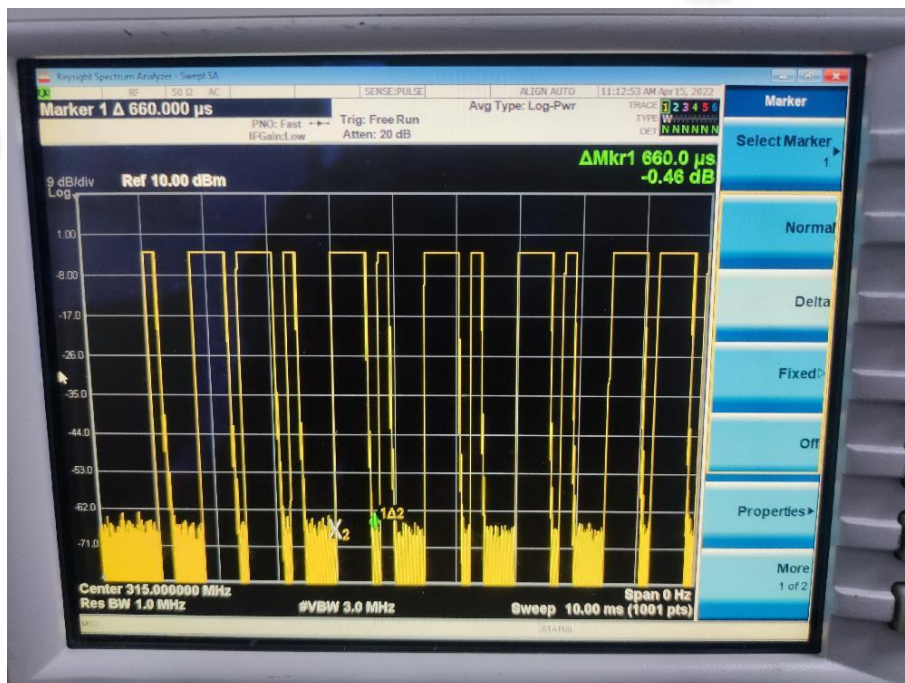 Keysight Spectrum Analyzer - Swept SA
RF 50 Ω AC SENSE:PULSE ALIGN AUTO 11:12:53 AM Apr 15, 2022
Marker 1 Δ 660.000 µs
PNO: Fast
IFGain:Low
Trig: Free Run
Atten: 20 dB
Avg Type: Log-Pwr
TRACE 1 2 3 4 5 6
TYPE W
DET N N N N N N
ΔMkr1 660.0 µs
-0.46 dB
9 dB/div Ref 10.00 dBm
Log
1.00
-8.00
-17.0
-26.0
-35.0
-44.0
-53.0
-62.0
-71.0
X2
1Δ2
Center 315.000000 MHz
Span 0 Hz
Res BW 1.0 MHz
#VBW 3.0 MHz
Sweep 10.00 ms (1001 pts)
MSG
STATUS
Marker
Select Marker
1
Normal
Delta
Fixed
Off
Properties
More
1 of 2